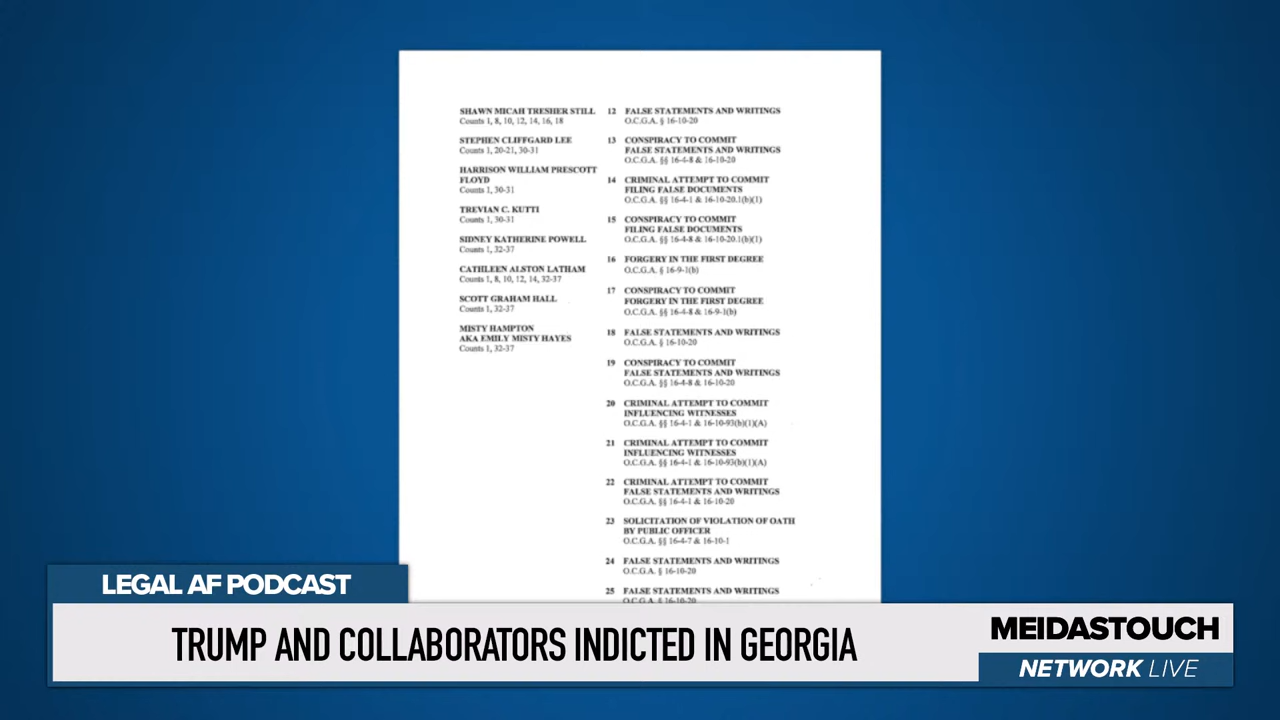 SHAWN MICAH TRESHER STILL
Counts 1, 8, 10, 12, 14, 16, 18
STEPHEN CLIFFGARD LEE
Counts 1, 20-21, 30-31
HARRISON WILLIAM PRESCOTT
FLOYD
Counts 1, 30-31
TREVIAN C. KUTTI
Counts 1, 30-31
SIDNEY KATHERINE POWELL
Counts 1, 32-37
CATHLEEN ALSTON LATHAM
Counts 1, 8, 10, 12, 14, 32-37
SCOTT GRAHAM HALL
Counts 1, 32-37
MISTY HAMPTON
AKA EMILY MISTY HAYES
Counts 1, 32-37
12 FALSE STATEMENTS AND WRITINGS
O.C.G.A. § 16-10-20
13 CONSPIRACY TO COMMIT
FALSE STATEMENTS AND WRITINGS
O.C.G.A. §§ 16-4-8 & 16-10-20
14 CRIMINAL ATTEMPT TO COMMIT
FILING FALSE DOCUMENTS
O.C.G.A. §§ 16-4-1 & 16-10-20.1(b)(1)
15 CONSPIRACY TO COMMIT
FILING FALSE DOCUMENTS
O.C.G.A. §§ 16-4-8 & 16-10-20.1(b)(1)
16 FORGERY IN THE FIRST DEGREE
O.C.G.A. § 16-9-1(b)
17 CONSPIRACY TO COMMIT
FORGERY IN THE FIRST DEGREE
O.C.G.A. §§ 16-4-8 & 16-9-1(b)
18 FALSE STATEMENTS AND WRITINGS
O.C.G.A. § 16-10-20
19 CONSPIRACY TO COMMIT
FALSE STATEMENTS AND WRITINGS
O.C.G.A. §§ 16-4-8 & 16-10-20
20 CRIMINAL ATTEMPT TO COMMIT
INFLUENCING WITNESSES
O.C.G.A. §§ 16-4-1 & 16-10-93(b)(1)(A)
21 CRIMINAL ATTEMPT TO COMMIT
INFLUENCING WITNESSES
O.C.G.A. §§ 16-4-1 & 16-10-93(b)(1)(A)
22 CRIMINAL ATTEMPT TO COMMIT
FALSE STATEMENTS AND WRITINGS
O.C.G.A. §§ 16-4-1 & 16-10-20
23 SOLICITATION OF VIOLATION OF OATH
BY PUBLIC OFFICER
O.C.G.A. §§ 16-4-7 & 16-10-1
24 FALSE STATEMENTS AND WRITINGS
O.C.G.A. § 16-10-20
25 FALSE STATEMENTS AND WRITINGS
O.C.G.A. § 16-10-20
LEGAL AF PODCAST
TRUMP AND COLLABORATORS INDICTED IN GEORGIA
MEIDASTOUCH
NETWORK LIVE